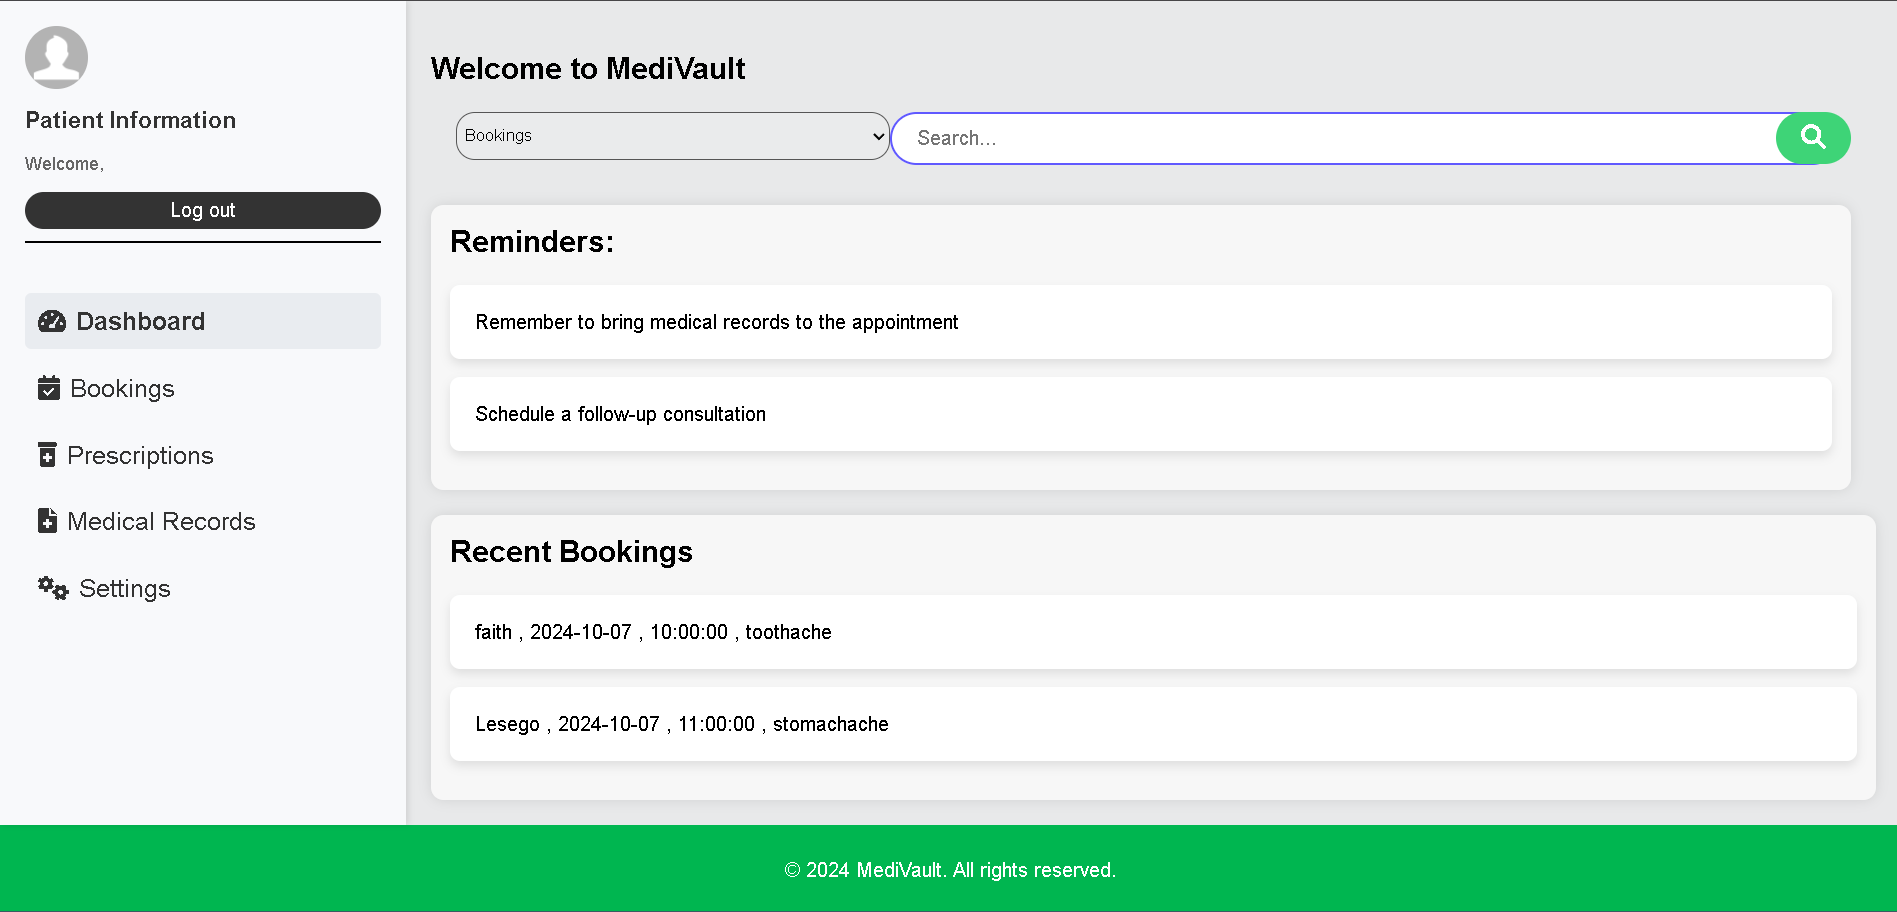 Patient Information
Welcome,
Log out
Dashboard
Bookings
Prescriptions
Medical Records
Settings
Welcome to MediVault
Bookings
Search...
Reminders:
Remember to bring medical records to the appointment
Schedule a follow-up consultation
Recent Bookings
faith , 2024-10-07 , 10:00:00 , toothache
Lesego , 2024-10-07 , 11:00:00 , stomachache
© 2024 MediVault. All rights reserved.